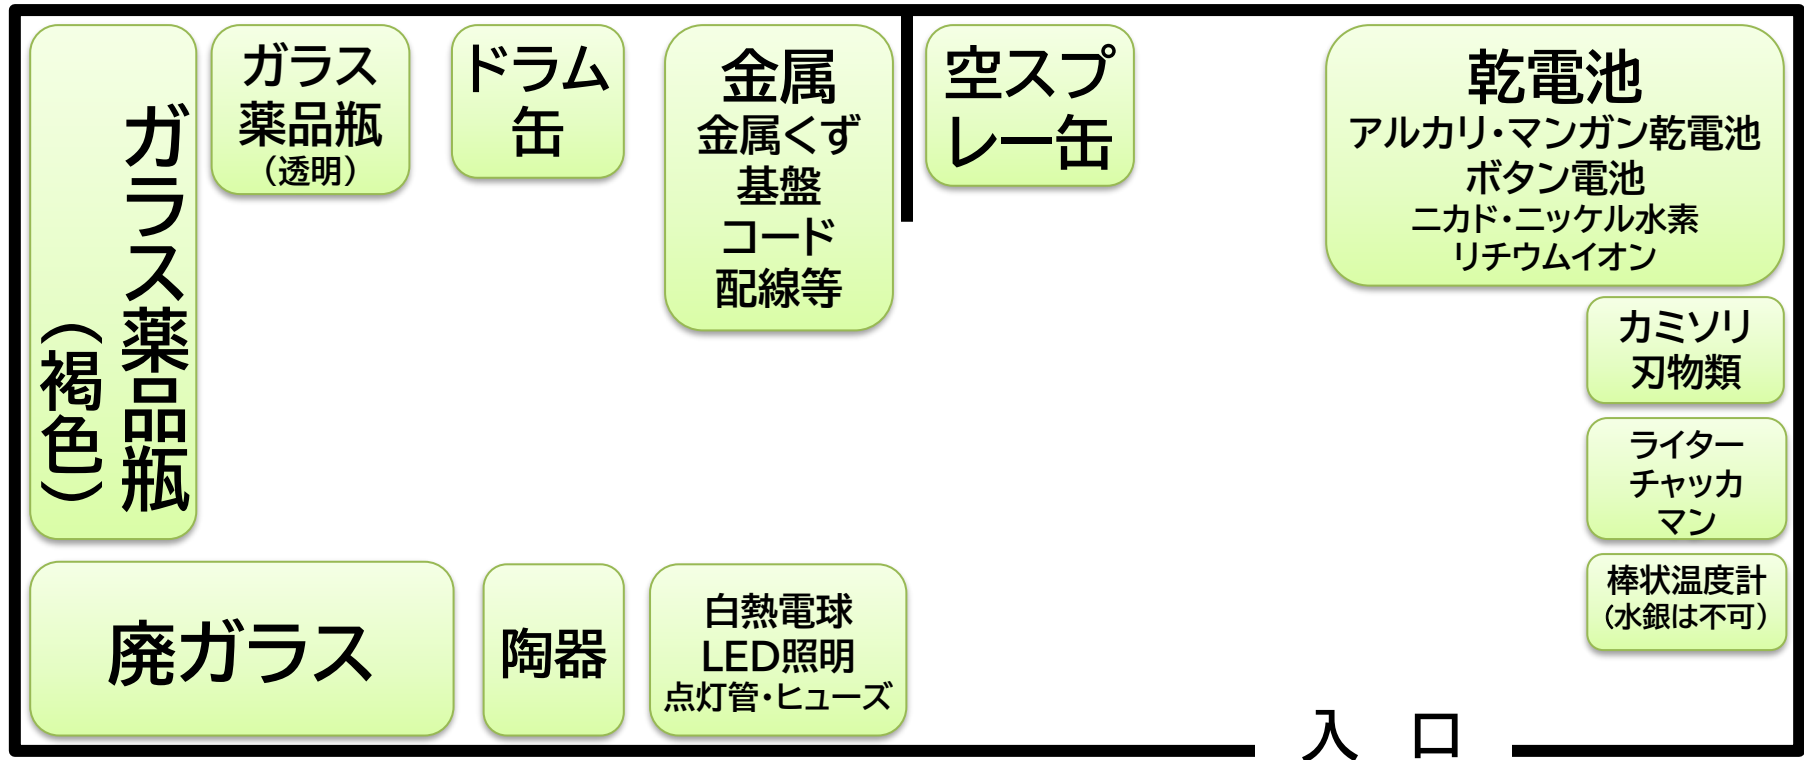 ガラス薬品瓶
（褐色）
ガラス
薬品瓶
（透明）
ドラム
缶
金属
金属くず
基盤
コード
配線等
空スプ
レー缶
乾電池
アルカリ・マンガン乾電池
ボタン電池
ニカド・ニッケル水素
リチウムイオン
カミソリ
刃物類
ライター
チャッカ
マン
棒状温度計
（水銀は不可）
廃ガラス
陶器
白熱電球
LED照明
点灯管・ヒューズ
入　口